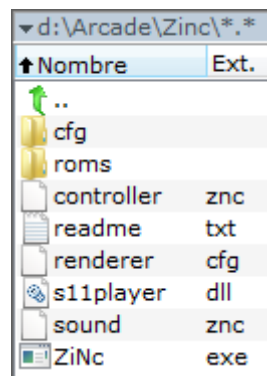 d:\Arcade\Zinc\*.*
Nombre Ext.
..
cfg
roms
controller znc
readme txt
renderer cfg
s11player dll
sound znc
ZiNc exe